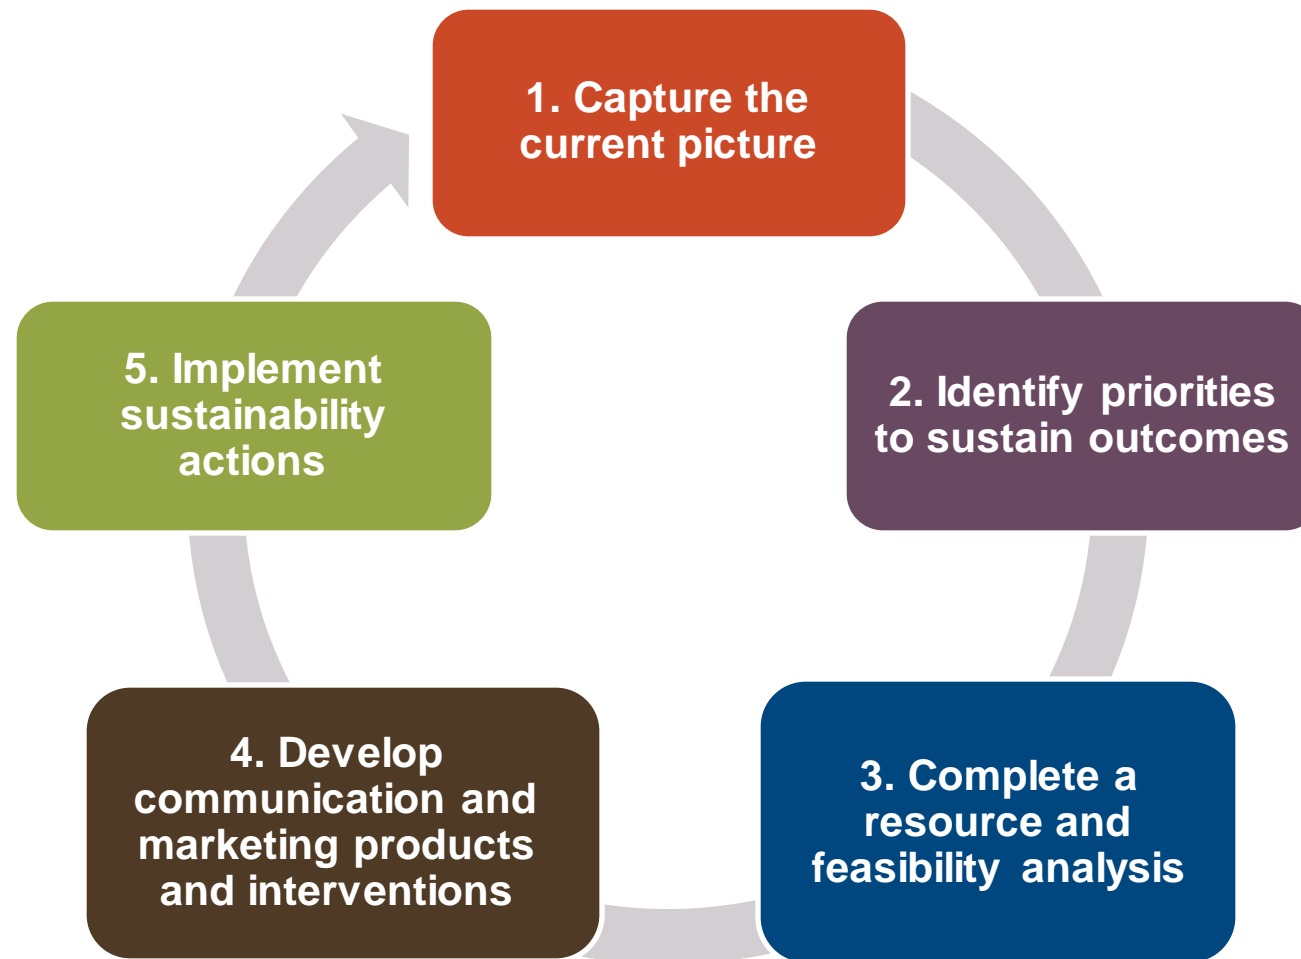 1. Capture the
current picture
2. Identify priorities
to sustain outcomes
3. Complete a
resource and
feasibility analysis
4. Develop
communication and
marketing products
and interventions
5. Implement
sustainability
actions